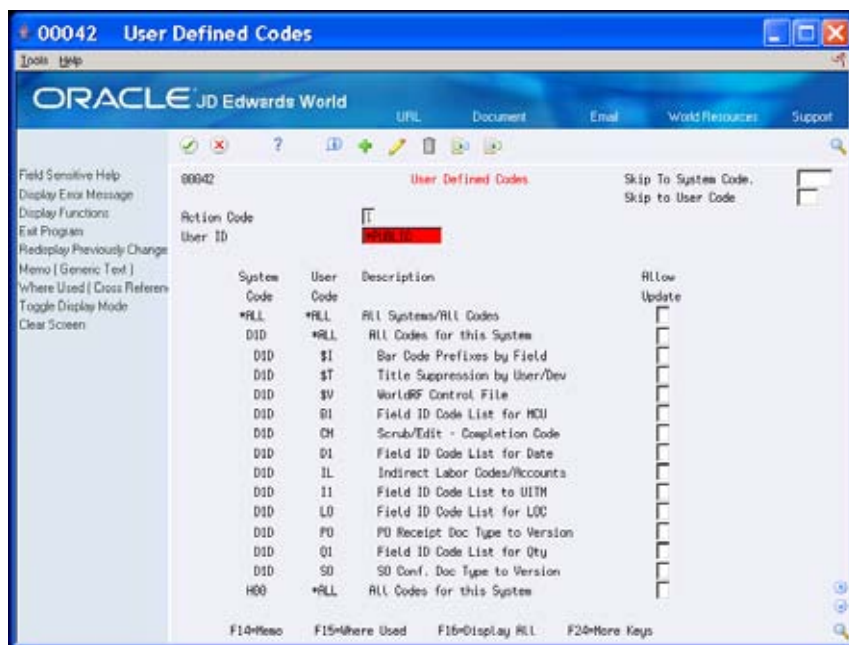 00042 User Defined Codes
Tools Help
ORACLE JD Edwards World
URL Document Email World Resources Support
?
Field Sensitive Help
Display Error Message
Display Functions
Exit Program
Redisplay Previously Change
Memo ( Generic Text )
Where Used ( Cross Referen
Toggle Display Mode
Clear Screen
00042 User Defined Codes Skip To System Code.
Skip to User Code
Action Code I
User ID *PUBLIC
System User Description Allow
Code Code Update
*ALL *ALL All Systems/All Codes
D1D *ALL All Codes for this System
D1D $I Bar Code Prefixes by Field
D1D $T Title Suppression by User/Dev
D1D $V WorldRF Control File
D1D B1 Field ID Code List for MCU
D1D CM Scrub/Edit - Completion Code
D1D D1 Field ID Code List for Date
D1D IL Indirect Labor Codes/Accounts
D1D I1 Field ID Code List to UITM
D1D LO Field ID Code List for LOC
D1D PO PO Receipt Doc Type to Version
D1D Q1 Field ID Code List for Qty
D1D SO SO Conf. Doc Type to Version
H00 *ALL All Codes for this System
F14=Memo F15=Where Used F16=Display All F24=More Keys